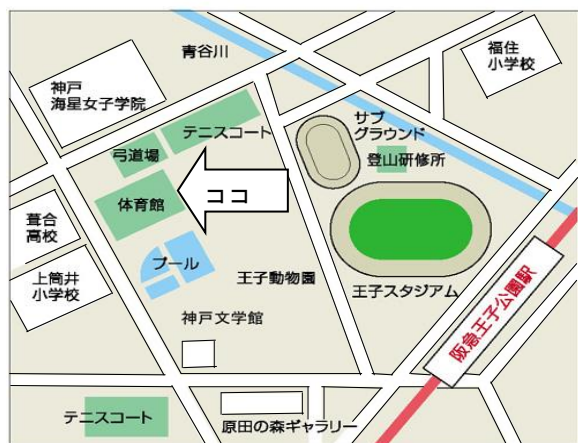 青谷川
福住
小学校
神戸
海星女子学院
テニスコート
サブ
グラウンド
弓道場
登山研修所
体育館
ココ
葺合
高校
プール
王子動物園
上筒井
小学校
王子スタジアム
神戸文学館
阪急王子公園駅
テニスコート
原田の森ギャラリー